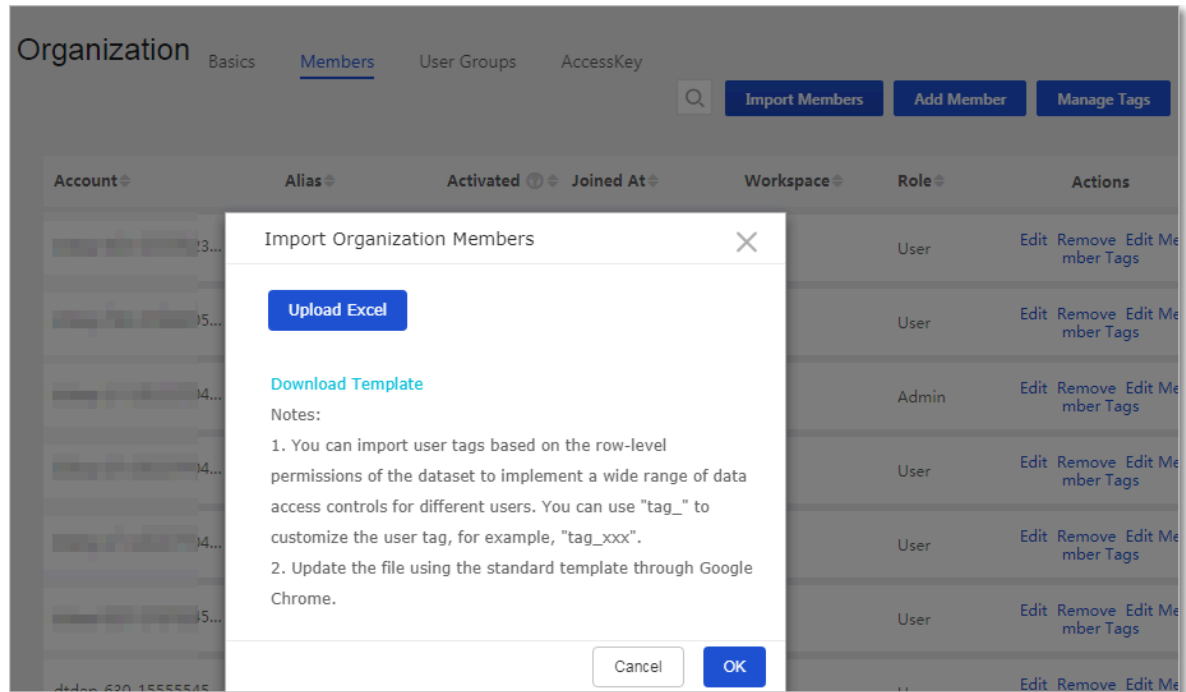 Organization Basics Members User Groups AccessKey
Import Members Add Member Manage Tags
Account Alias Activated Joined At Workspace Role Actions
Import Organization Members
Upload Excel
Download Template
Notes:
1. You can import user tags based on the row-level
permissions of the dataset to implement a wide range of data
access controls for different users. You can use "tag_" to
customize the user tag, for example, "tag_xxx".
2. Update the file using the standard template through Google
Chrome.
Cancel OK
23... User Edit Remove Edit Me
mber Tags
05... User Edit Remove Edit Me
mber Tags
04... Admin Edit Remove Edit Me
mber Tags
04... User Edit Remove Edit Me
mber Tags
04... User Edit Remove Edit Me
mber Tags
45... User Edit Remove Edit Me
mber Tags
Edit Remove Edit Me